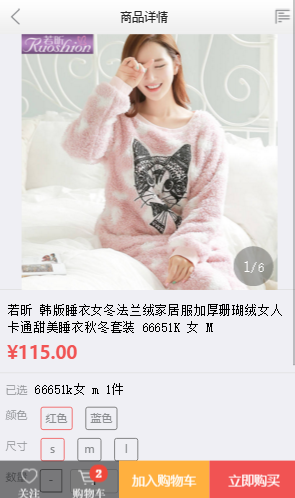 商品详情
若昕
Ruoshion
1/6
若昕 韩版睡衣女冬法兰绒家居服加厚珊瑚绒女人
卡通甜美睡衣秋冬套装 66651K 女 M
¥115.00
已选 66651k女 m 1件
颜色 红色 蓝色
尺寸 s m l
数量 -
2
关注 购物车 加入购物车 立即购买